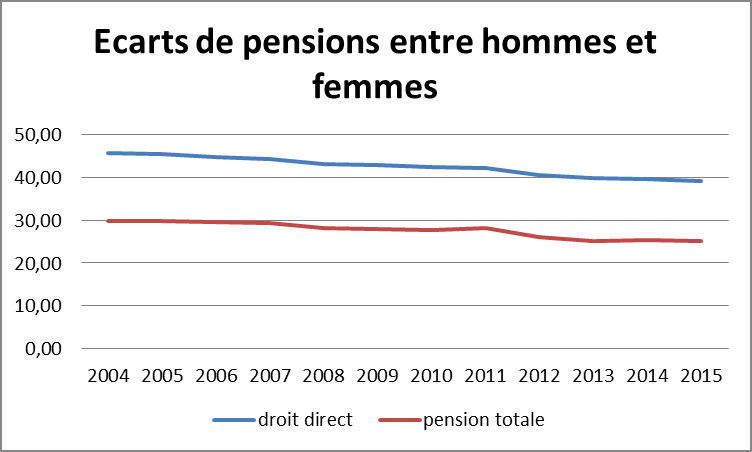 Ecarts de pensions entre hommes et
femmes
50,00
40,00
30,00
20,00
10,00
0,00
2004 2005 2006 2007 2008 2009 2010 2011 2012 2013 2014 2015
droit direct pension totale